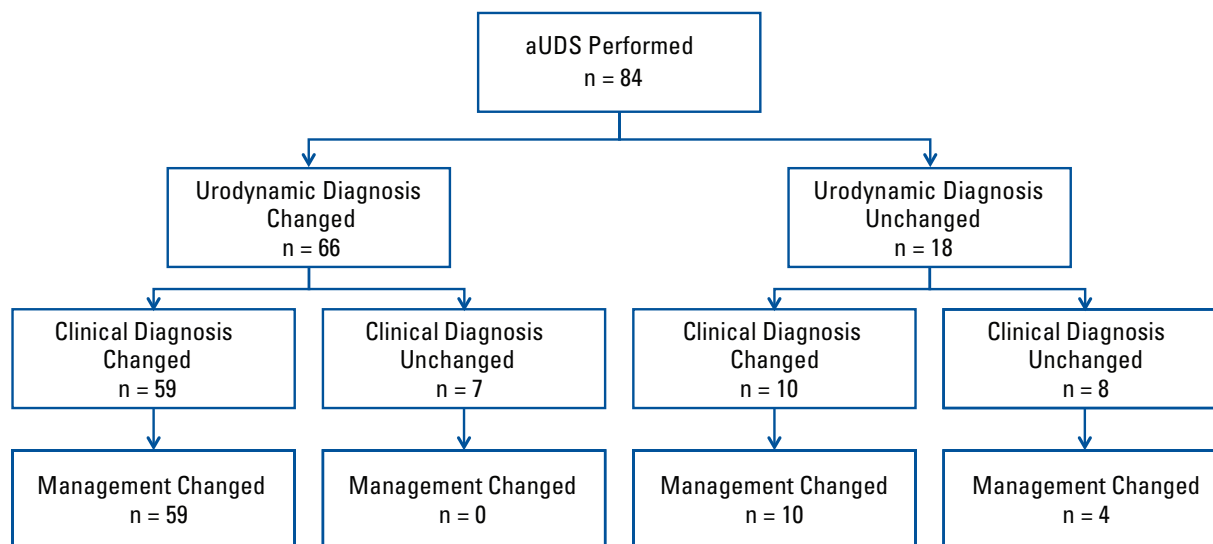 aUDS Performed
n = 84
Urodynamic Diagnosis
Changed
n = 66
Urodynamic Diagnosis
Unchanged
n = 18
Clinical Diagnosis
Changed
n = 59
Clinical Diagnosis
Unchanged
n = 7
Clinical Diagnosis
Changed
n = 10
Clinical Diagnosis
Unchanged
n = 8
Management Changed
n = 59
Management Changed
n = 0
Management Changed
n = 10
Management Changed
n = 4